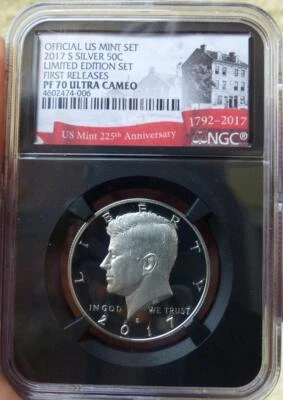 OFFICIAL US MINT SET
2017 S SILVER 50C
LIMITED EDITION SET
FIRST RELEASES
PF 70 ULTRA CAMEO
4602474-006
1792-2017
US Mint 225th Anniversary
NGC®
LIBERTY
IN GOD WE TRUST
S
2017